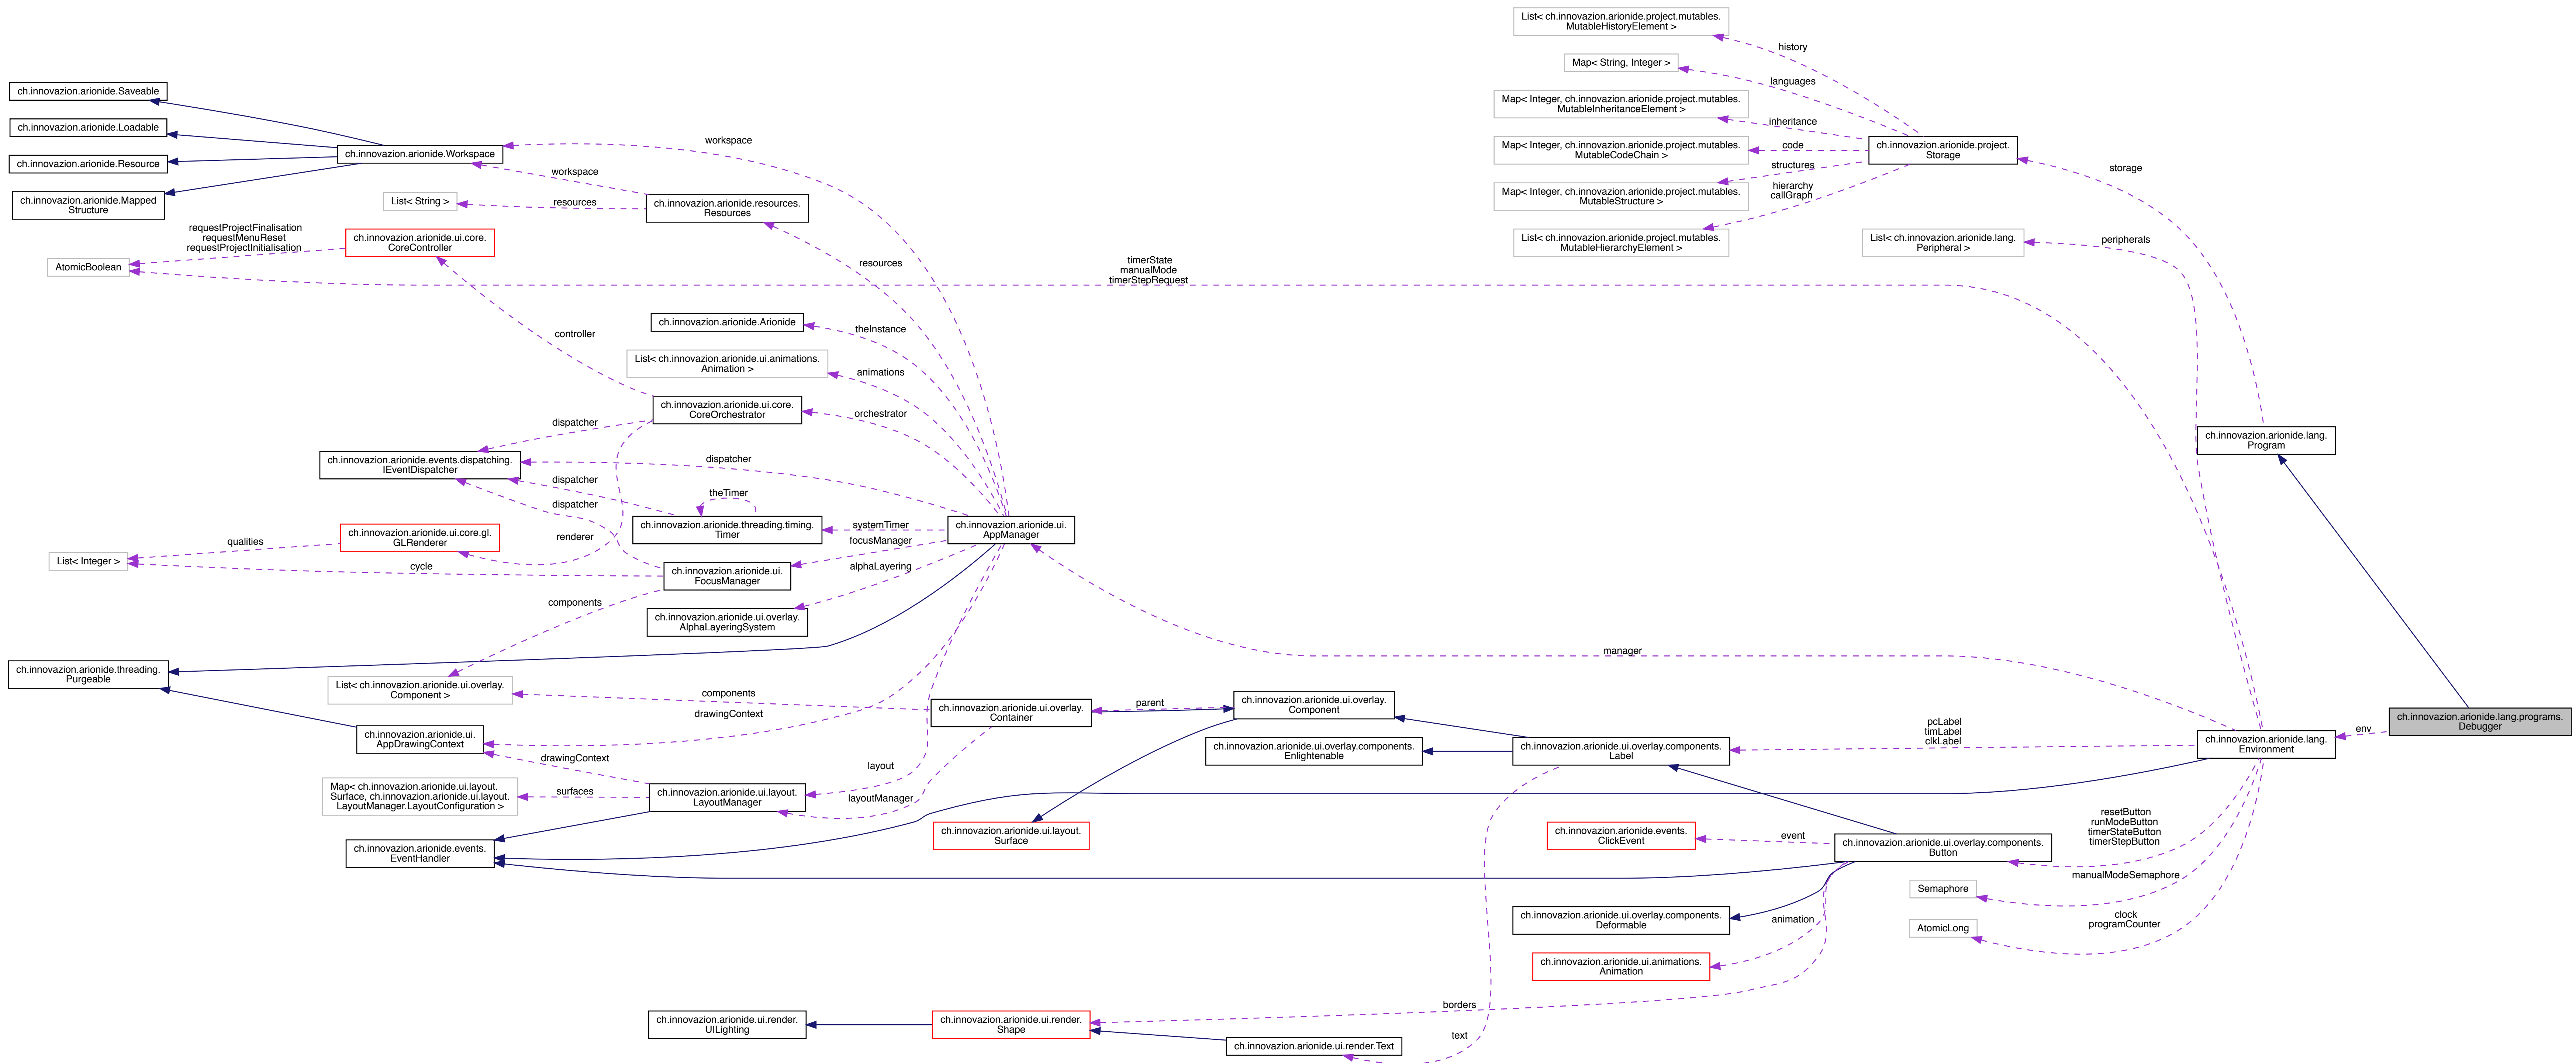 List< ch.innovazion.arionide.project.mutables.
MutableHistoryElement >
history
Map< String, Integer >
languages
ch.innovazion.arionide.Saveable
Map< Integer, ch.innovazion.arionide.project.mutables.
MutableInheritanceElement >
inheritance
ch.innovazion.arionide.Loadable
workspace
ch.innovazion.arionide.Workspace
Map< Integer, ch.innovazion.arionide.project.mutables.
MutableCodeChain >
code
ch.innovazion.arionide.project.
Storage
ch.innovazion.arionide.Resource
workspace
structures
storage
ch.innovazion.arionide.Mapped
Structure
List< String >
resources
ch.innovazion.arionide.resources.
Resources
Map< Integer, ch.innovazion.arionide.project.mutables.
MutableStructure >
hierarchy
callGraph
requestProjectFinalisation
requestMenuReset
requestProjectInitialisation
ch.innovazion.arionide.ui.core.
CoreController
List< ch.innovazion.arionide.project.mutables.
MutableHierarchyElement >
List< ch.innovazion.arionide.lang.
Peripheral >
peripherals
AtomicBoolean
resources
timerState
manualMode
timerStepRequest
ch.innovazion.arionide.Arionide
theInstance
controller
List< ch.innovazion.arionide.ui.animations.
Animation >
animations
ch.innovazion.arionide.ui.core.
CoreOrchestrator
orchestrator
dispatcher
ch.innovazion.arionide.lang.
Program
ch.innovazion.arionide.events.dispatching.
IEventDispatcher
dispatcher
dispatcher
theTimer
dispatcher
ch.innovazion.arionide.threading.timing.
Timer
systemTimer
ch.innovazion.arionide.ui.
AppManager
ch.innovazion.arionide.ui.core.gl.
GLRenderer
qualities
renderer
focusManager
List< Integer >
cycle
ch.innovazion.arionide.ui.
FocusManager
alphaLayering
components
ch.innovazion.arionide.ui.overlay.
AlphaLayeringSystem
manager
ch.innovazion.arionide.threading.
Purgeable
List< ch.innovazion.arionide.ui.overlay.
Component >
components
drawingContext
ch.innovazion.arionide.ui.overlay.
Container
parent
ch.innovazion.arionide.ui.overlay.
Component
ch.innovazion.arionide.lang.programs.
Debugger
env
ch.innovazion.arionide.ui.
AppDrawingContext
ch.innovazion.arionide.ui.overlay.components.
Enlightenable
ch.innovazion.arionide.ui.overlay.components.
Label
pcLabel
timLabel
clkLabel
ch.innovazion.arionide.lang.
Environment
drawingContext
layout
Map< ch.innovazion.arionide.ui.layout.
Surface, ch.innovazion.arionide.ui.layout.
LayoutManager.LayoutConfiguration >
surfaces
ch.innovazion.arionide.ui.layout.
LayoutManager
layoutManager
ch.innovazion.arionide.ui.layout.
Surface
ch.innovazion.arionide.events.
ClickEvent
event
ch.innovazion.arionide.ui.overlay.components.
Button
resetButton
runModeButton
timerStateButton
timerStepButton
ch.innovazion.arionide.events.
EventHandler
Semaphore
manualModeSemaphore
ch.innovazion.arionide.ui.overlay.components.
Deformable
animation
AtomicLong
clock
programCounter
ch.innovazion.arionide.ui.animations.
Animation
borders
ch.innovazion.arionide.ui.render.
UILighting
ch.innovazion.arionide.ui.render.
Shape
text
ch.innovazion.arionide.ui.render.Text